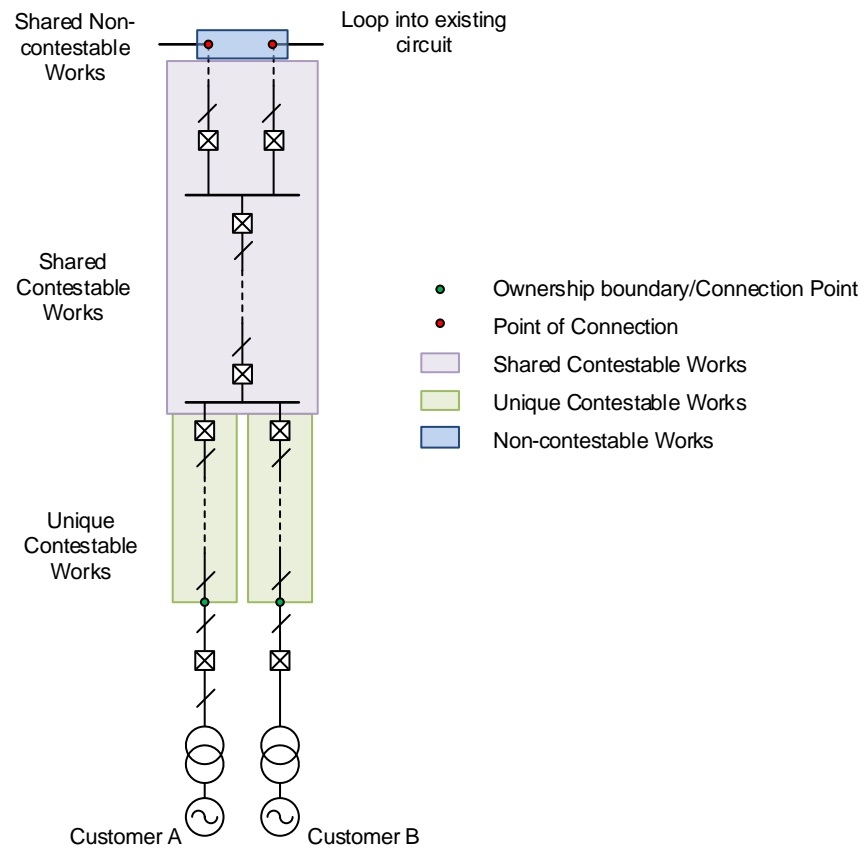 Shared Non-
contestable
Works
Loop into existing
circuit
Shared
Contestable
Works
Ownership boundary/Connection Point
Point of Connection
Shared Contestable Works
Unique Contestable Works
Non-contestable Works
Unique
Contestable
Works
Customer A
Customer B